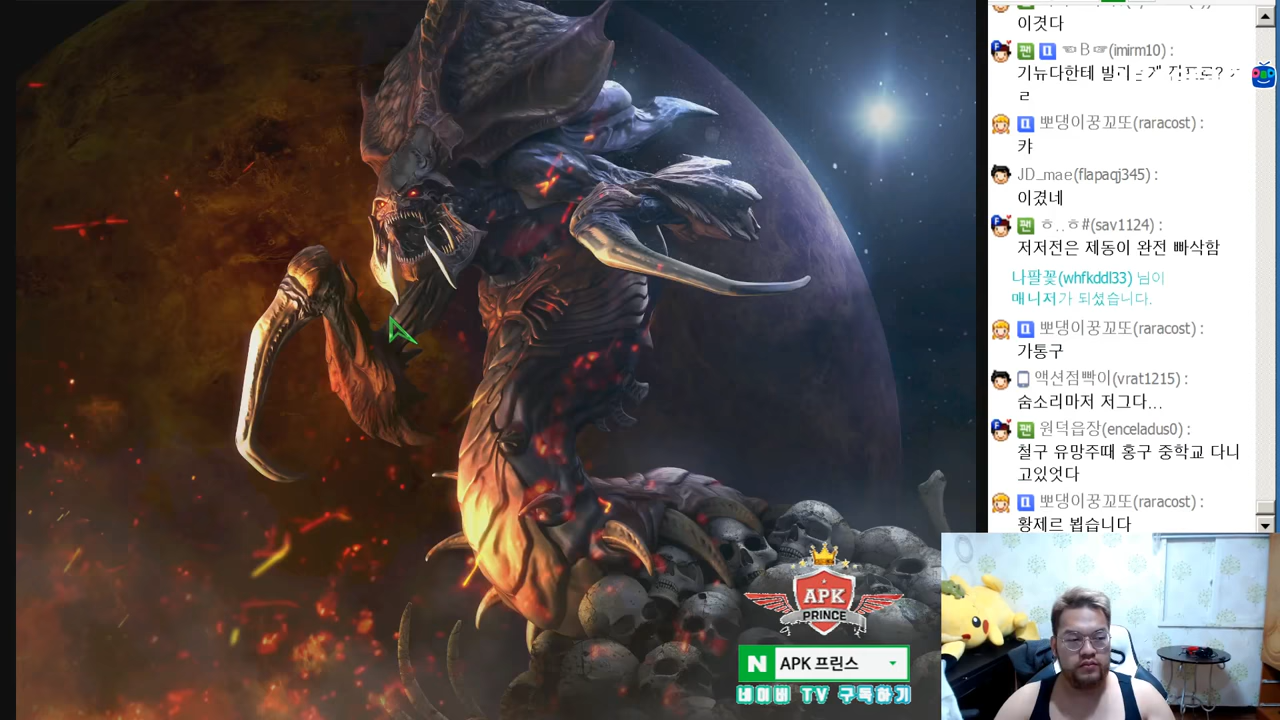 이겻다
☜B☞(imirm10) :
기뉴다한테
ㄹ
뽀댕이꿍꼬또(raracost) :
캬
JD_mae(flapaqj345) :
이겼네
ㅎ..ㅎ#(sav1124) :
저저전은 제동이 완전 빠삭함
나팔꽃(whfkddl33) 님이
매니저가 되셨습니다.
뽀댕이꿍꼬또(raracost) :
가통구
액션점빡이(vrat1215) :
숨소리마저 저그다...
원덕읍장(enceladus0) :
철구 유망주때 홍구 중학교 다니
고있엇다
뽀댕이꿍꼬또(raracost) :
황제르 뵙습니다
APK
PRINCE
N APK 프린스
네이버 TV 구독하기